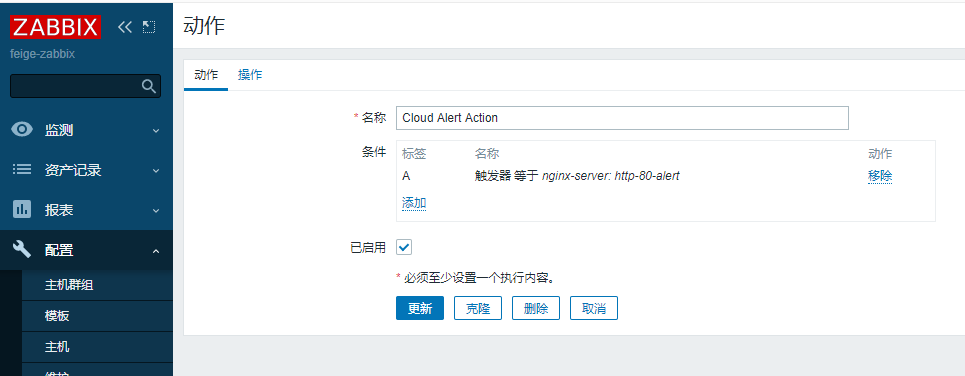 ZABBIX
feige-zabbix
监测
资产记录
报表
配置
主机群组
模板
主机
维护
动作
动作 操作
* 名称 Cloud Alert Action
条件 标签 名称 动作
A 触发器 等于 nginx-server: http-80-alert 移除
添加
已启用
* 必须至少设置一个执行内容。
更新 克隆 删除 取消